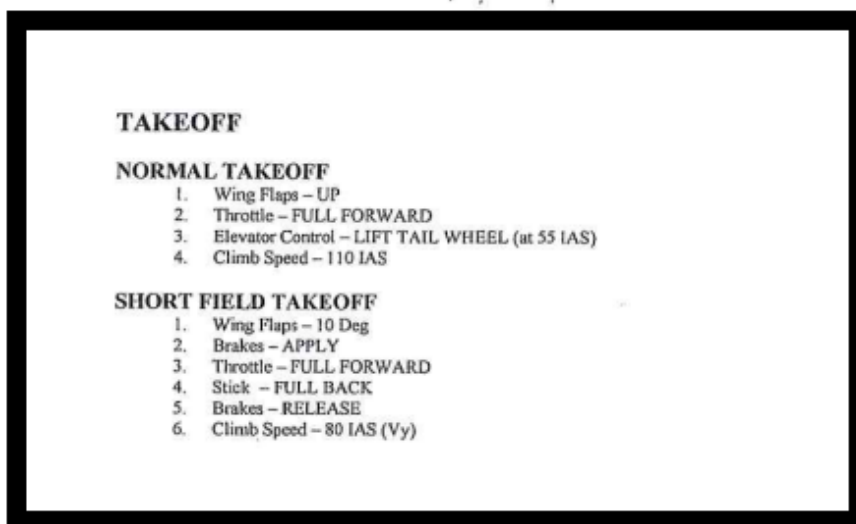 TAKEOFF
NORMAL TAKEOFF
1. Wing Flaps – UP
2. Throttle – FULL FORWARD
3. Elevator Control – LIFT TAIL WHEEL (at 55 IAS)
4. Climb Speed – 110 IAS
SHORT FIELD TAKEOFF
1. Wing Flaps – 10 Deg
2. Brakes – APPLY
3. Throttle – FULL FORWARD
4. Stick – FULL BACK
5. Brakes – RELEASE
6. Climb Speed – 80 IAS (Vy)